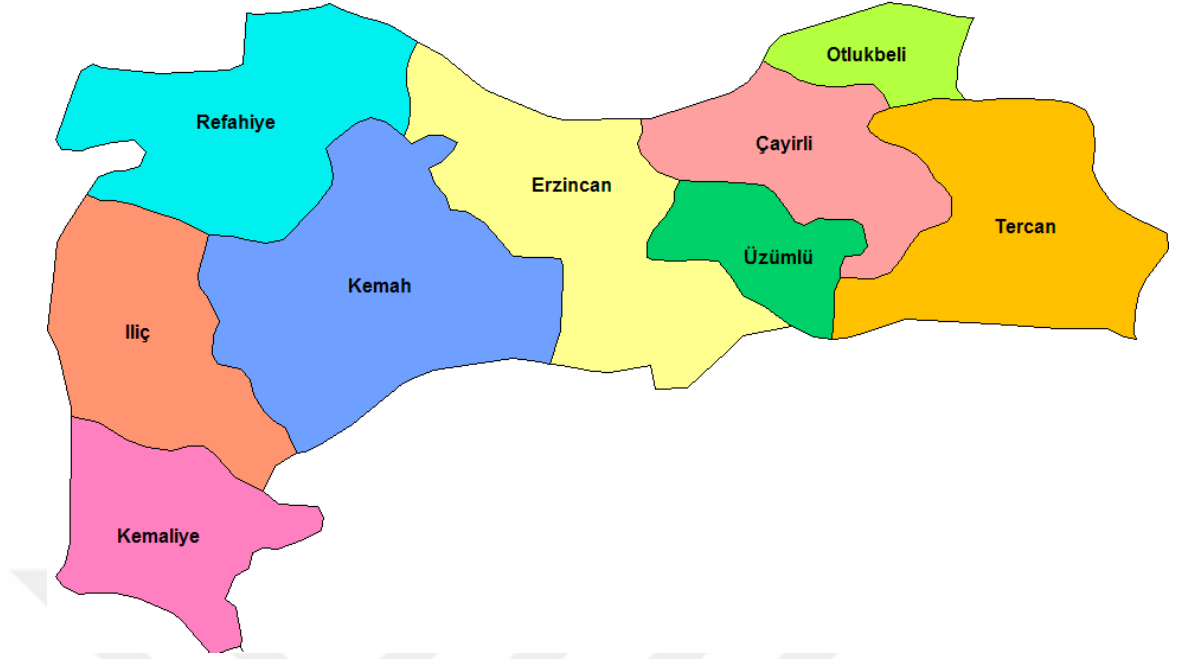 Otlukbeli
Refahiye
Çayirli
Erzincan
Tercan
Üzümlü
Kemah
Iliç
Kemaliye